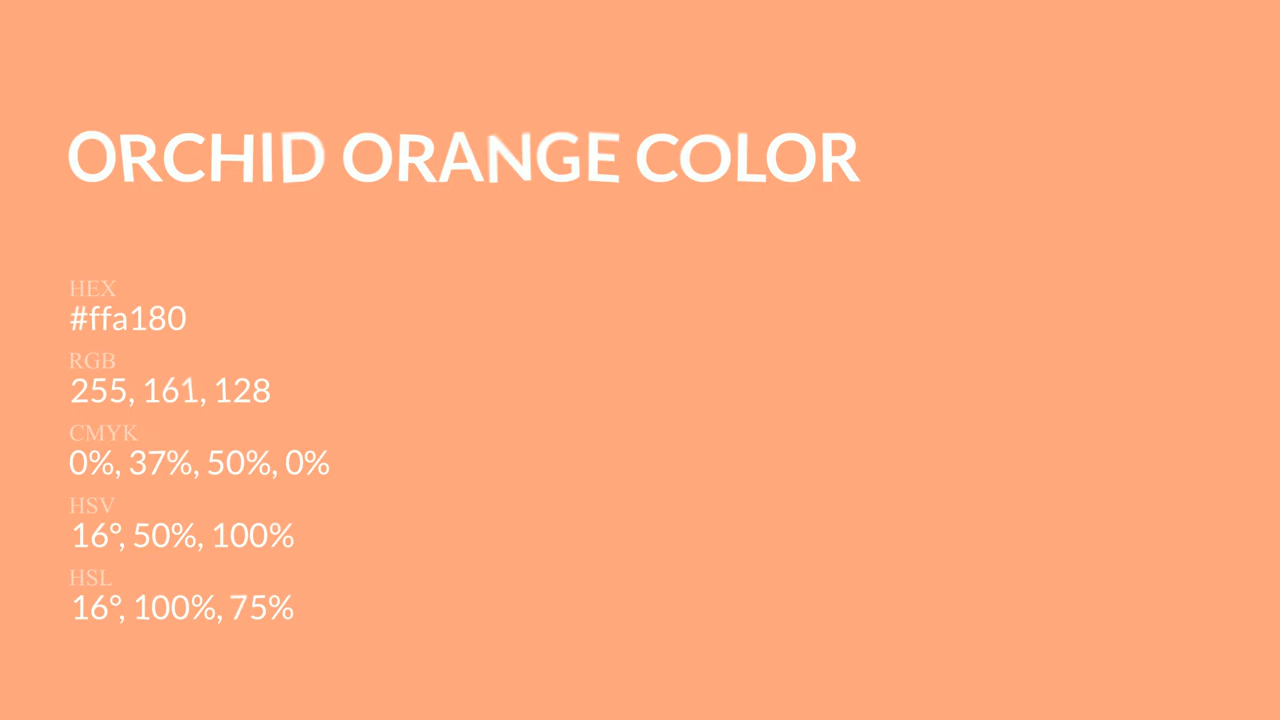 ORCHID ORANGE COLOR
HEX
#ffa180
RGB
255, 161, 128
CMYK
0%, 37%, 50%, 0%
HSV
16°, 50%, 100%
HSL
16°, 100%, 75%